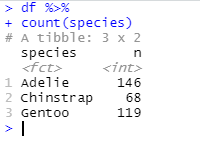 > df %>%
+ count(species)
# A tibble: 3 x 2
species n
<fct> <int>
1 Adelie 146
2 Chinstrap 68
3 Gentoo 119
>